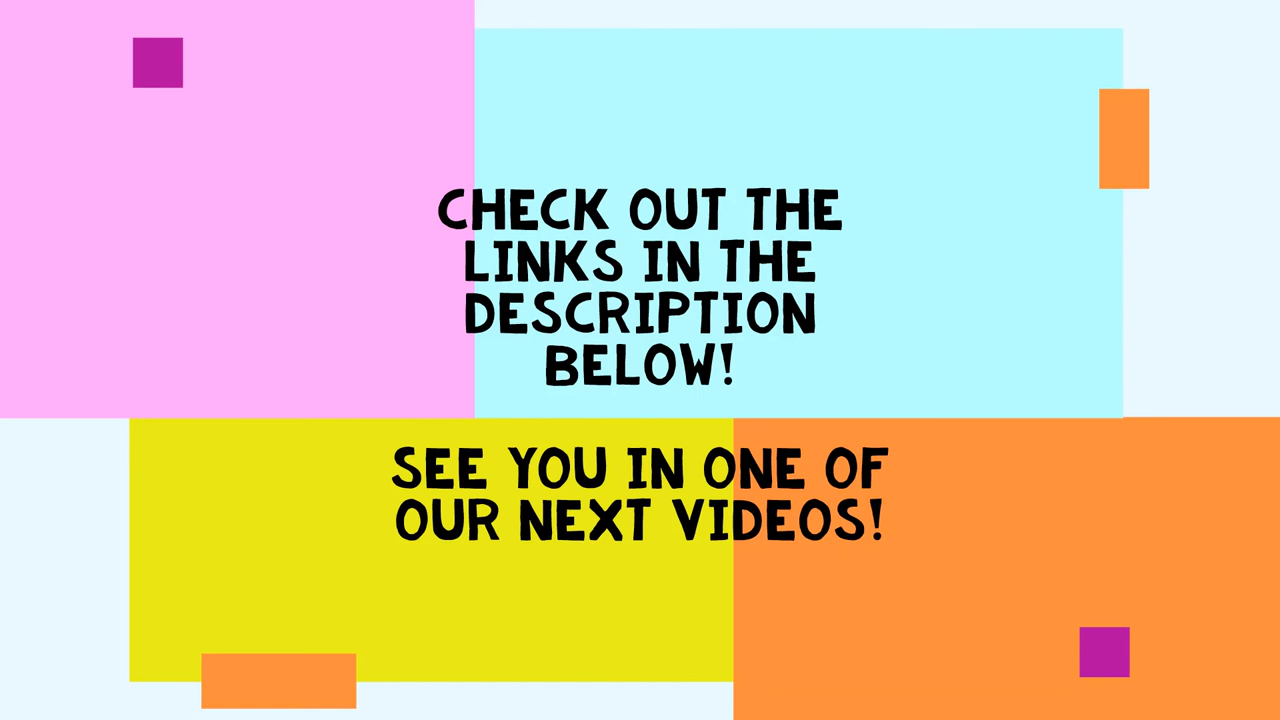 CHECK OUT THE
LINKS IN THE
DESCRIPTION
BELOW!
SEE YOU IN ONE OF
OUR NEXT VIDEOS!